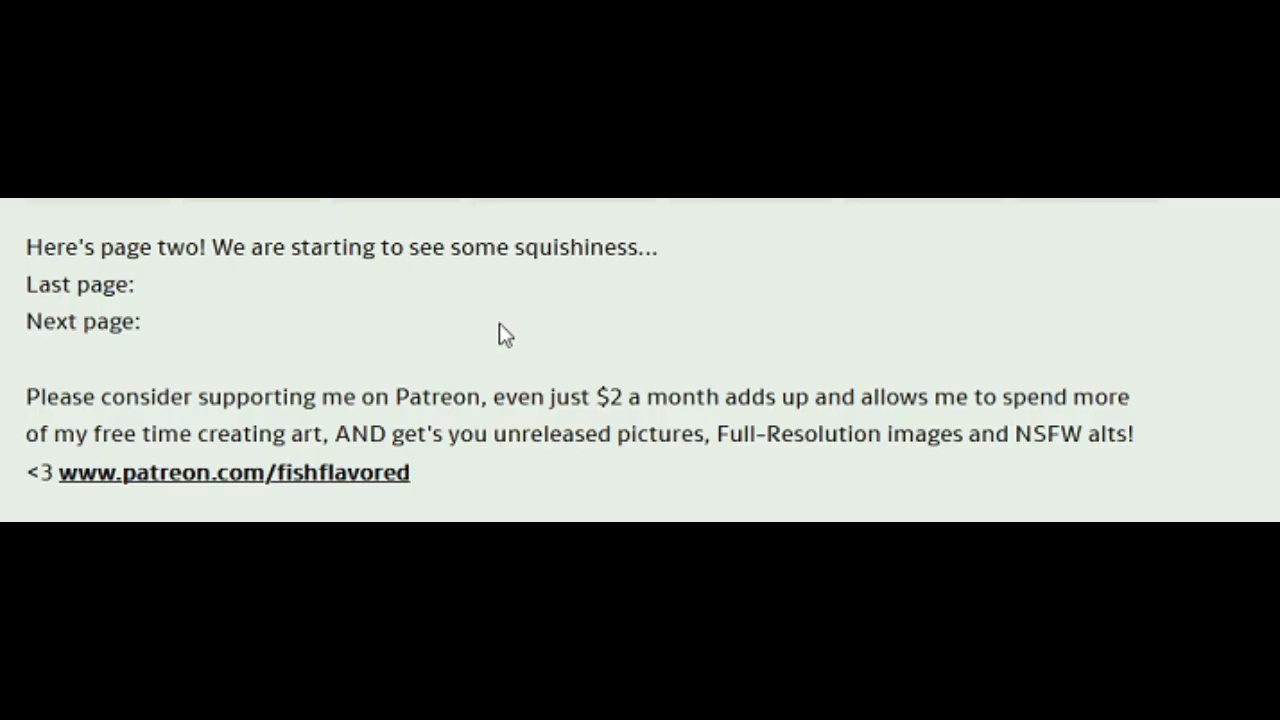 Here's page two! We are starting to see some squishiness...
Last page:
Next page:
Please consider supporting me on Patreon, even just $2 a month adds up and allows me to spend more
of my free time creating art, AND get's you unreleased pictures, Full-Resolution images and NSFW alts!
<3 www.patreon.com/fishflavored